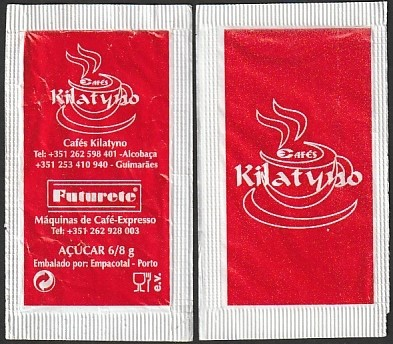 CAFÉS
Kilatyno
Cafés Kilatyno
Tel: +351 262 598 401 -Alcobaça
+351 253 410 940 - Guimarães
Futurete®
Máquinas de Café-Expresso
Tel: +351 262 928 003
AÇÚCAR 6/8 g
Embalado por: Empacotal - Porto
e.v.
CAFÉS
Kilatyno